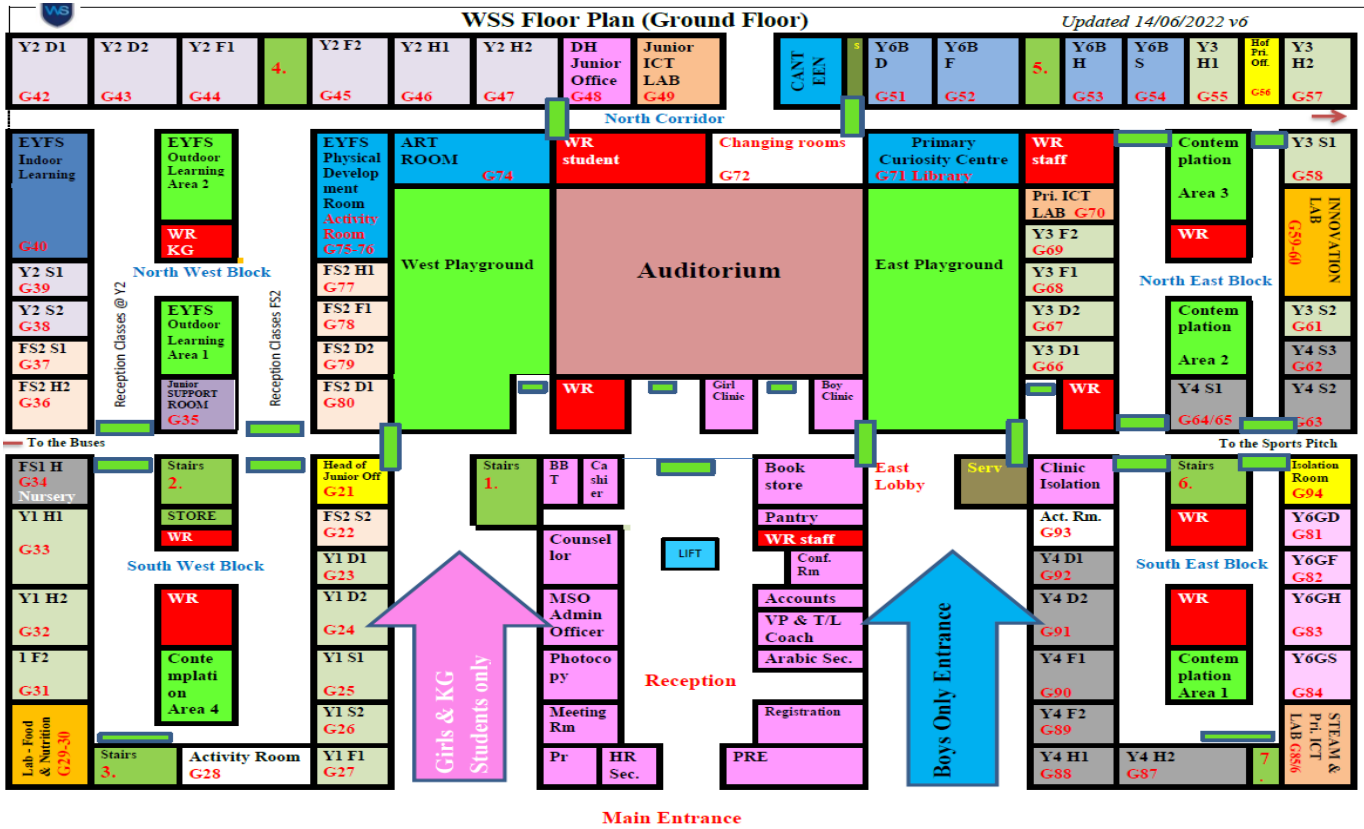 WS
WSS Floor Plan (Ground Floor)
Updated 14/06/2022 v6
Y2 D1
G42
Y2 D2
G43
Y2 F1
G44
4.
Y2 F2
G45
Y2 H1
G46
Y2 H2
G47
DH
Junior
Office
G48
Junior
ICT
LAB
G49
CANT
EEN
S
Y6B
D
G51
Y6B
F
G52
5.
Y6B
H
G53
Y6B
S
G54
Y3
H1
G55
Hof
Pri.
Off.
G56
Y3
H2
G57
North Corridor
EYFS
Indoor
Learning
G40
EYFS
Outdoor
Learning
Area 2
WR
KG
EYFS
Physical
Develop
ment
Room
Activity
Room
G75-76
ART
ROOM
G74
WR
student
Changing rooms
G72
Primary
Curiosity Centre
G71 Library
WR
staff
Contem
plation
Area 3
WR
Y3 S1
G58
Pri. ICT
LAB G70
INNOVATION
LAB
G59-60
Y2 S1
G39
North West Block
FS2 H1
G77
West Playground
Auditorium
East Playground
Y3 F2
G69
Y3 F1
G68
North East Block
Y2 S2
G38
Reception Classes @ Y2
EYFS
Outdoor
Learning
Area 1
Reception Classes FS2
FS2 F1
G78
Y3 D2
G67
Contem
plation
Area 2
Y3 S2
G61
FS2 S1
G37
FS2 D2
G79
Y3 D1
G66
Y4 S3
G62
FS2 H2
G36
Junior
SUPPORT
ROOM
G35
FS2 D1
G80
WR
Girl
Clinic
Boy
Clinic
WR
Y4 S1
G64/65
Y4 S2
G63
To the Buses
To the Sports Pitch
FS1 H
G34
Nursery
Stairs
2.
Head of
Junior Off
G21
Stairs
1.
BB
T
Ca
shi
er
Book
store
East
Lobby
Serv
Clinic
Isolation
Stairs
6.
Isolation
Room
G94
Y1 H1
G33
STORE
WR
FS2 S2
G22
Pantry
WR staff
Act. Rm.
G93
WR
Y6GD
G81
South West Block
Y1 D1
G23
Counsel
lor
LIFT
Conf.
Rm
Y4 D1
G92
South East Block
Y6GF
G82
Y1 H2
G32
WR
Y1 D2
G24
MSO
Admin
Officer
Accounts
VP & T/L
Coach
Y4 D2
G91
WR
Y6GH
G83
1 F2
G31
Conte
mplati
on
Area 4
Y1 S1
G25
Girls & KG
Students only
Photoco
py
Reception
Arabic Sec.
Boys Only Entrance
Y4 F1
G90
Contem
plation
Area 1
Y6GS
G84
Lab - Food
& Nutrition
G29-30
Y1 S2
G26
Meeting
Rm
Registration
Y4 F2
G89
STEAM &
Pri. ICT
LAB G85/6
Stairs
3.
Activity Room
G28
Y1 F1
G27
Pr
HR
Sec.
PRE
Y4 H1
G88
Y4 H2
G87
7
.
Main Entrance